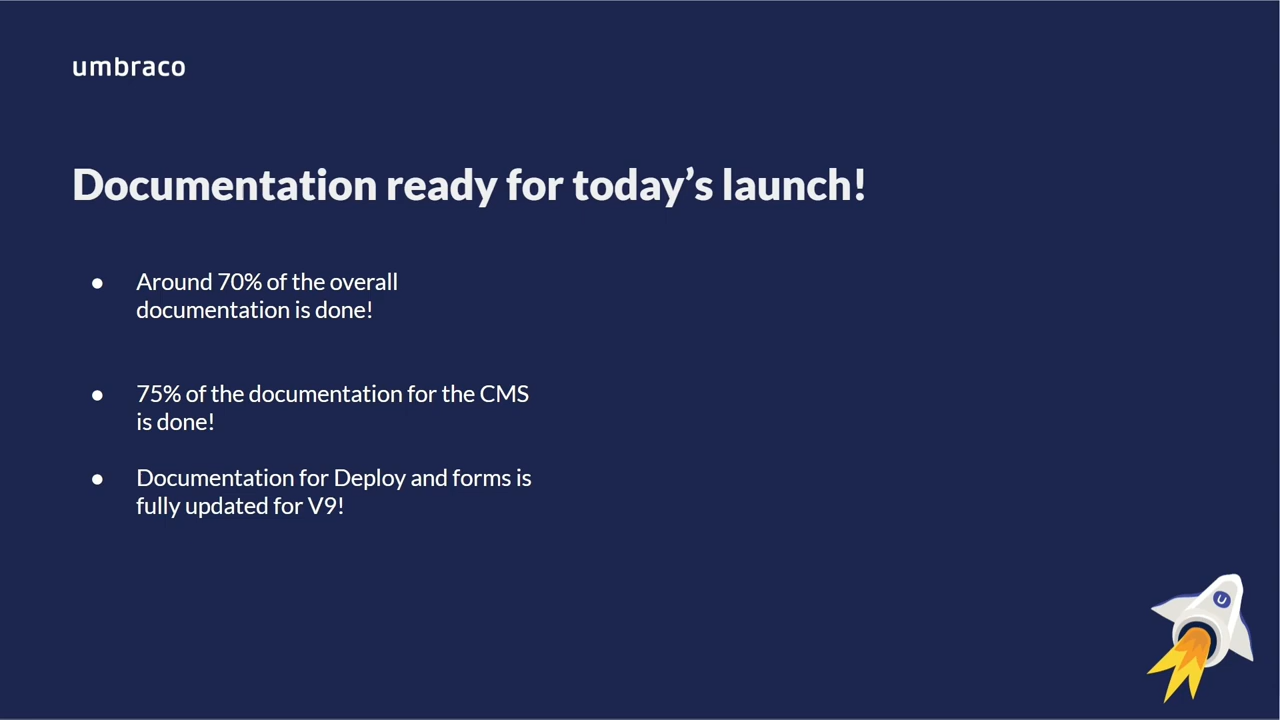 umbraco
Documentation ready for today’s launch!
● Around 70% of the overall
documentation is done!
● 75% of the documentation for the CMS
is done!
● Documentation for Deploy and forms is
fully updated for V9!
U